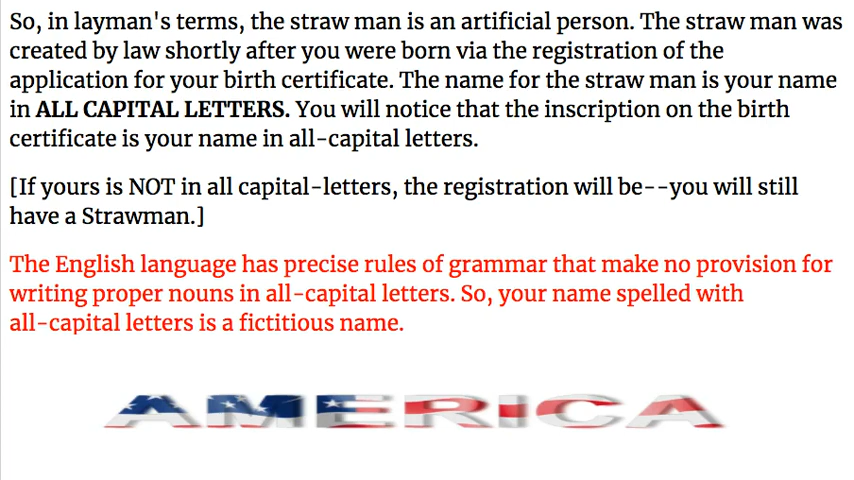 So, in layman's terms, the straw man is an artificial person. The straw man was
created by law shortly after you were born via the registration of the
application for your birth certificate. The name for the straw man is your name
in ALL CAPITAL LETTERS. You will notice that the inscription on the birth
certificate is your name in all-capital letters.
[If yours is NOT in all capital-letters, the registration will be--you will still
have a Strawman.]
The English language has precise rules of grammar that make no provision for
writing proper nouns in all-capital letters. So, your name spelled with
all-capital letters is a fictitious name.
AMERICA